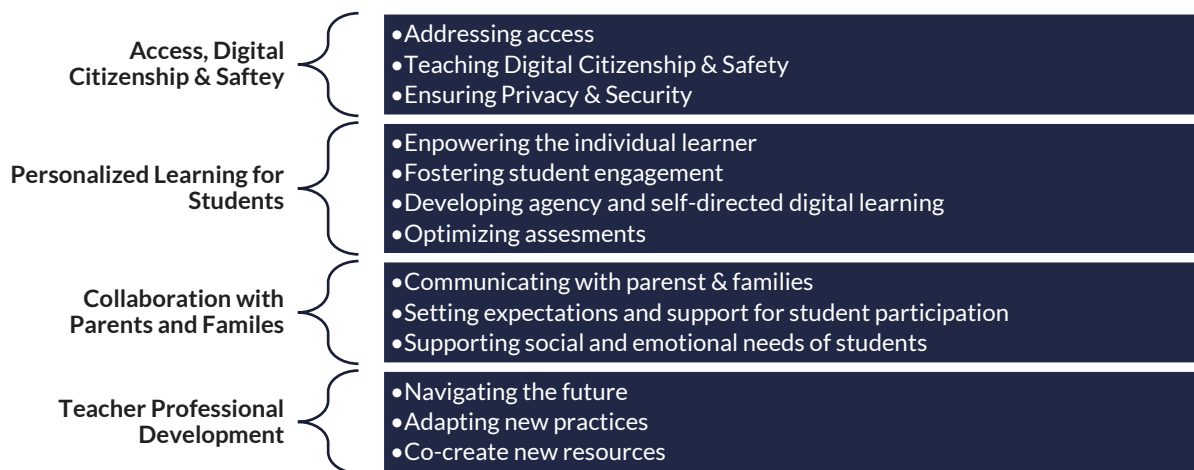 Access, Digital
Citizenship & Saftey
•Addressing access
•Teaching Digital Citizenship & Safety
•Ensuring Privacy & Security
Personalized Learning for
Students
•Enpowering the individual learner
•Fostering student engagement
•Developing agency and self-directed digital learning
•Optimizing assesments
Collaboration with
Parents and Familes
•Communicating with parenst & families
•Setting expectations and support for student participation
•Supporting social and emotional needs of students
Teacher Professional
Development
•Navigating the future
•Adapting new practices
•Co-create new resources